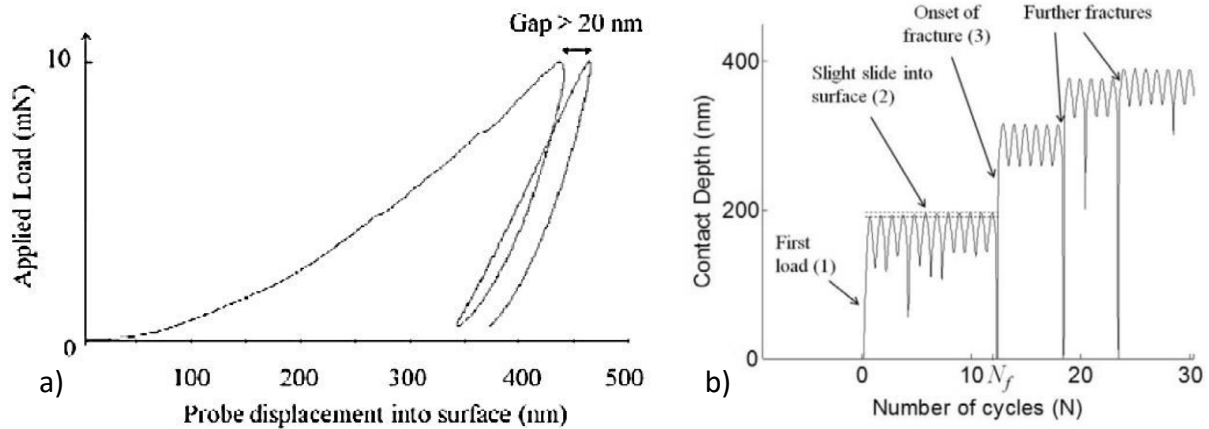 Gap > 20 nm
10
Applied Load (mN)
0
100
200
300
400
500
a)
Probe displacement into surface (nm)
Onset of
fracture (3)
Further fractures
Slight slide into
surface (2)
400
Contact Depth (nm)
200
First
load (1)
0
b)
0
10
N_f
20
30
Number of cycles (N)